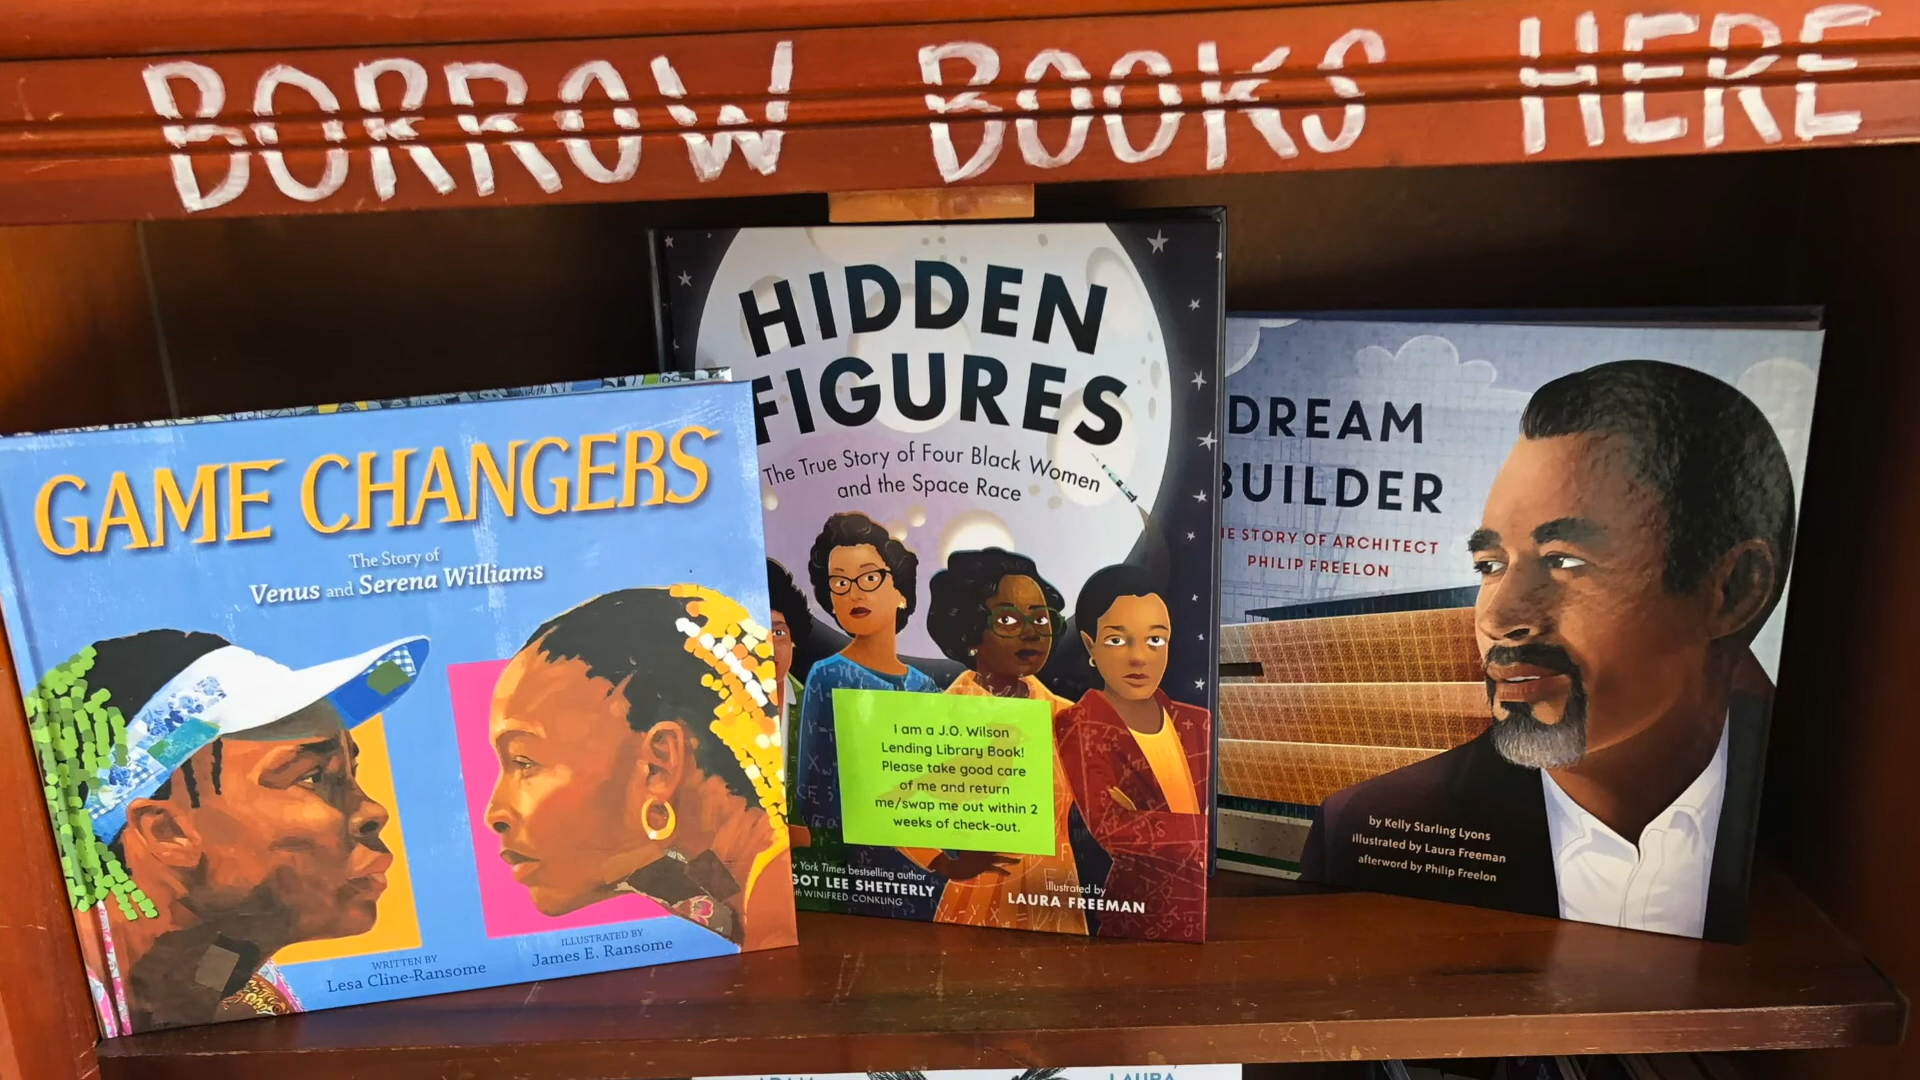 BORROW BOOKS HERE
GAME CHANGERS
The Story of
Venus and Serena Williams
WRITTEN BY
Lesa Cline-Ransome
ILLUSTRATED BY
James E. Ransome
HIDDEN
FIGURES
The True Story of Four Black Women
and the Space Race
I am a J.O. Wilson
Lending Library Book!
Please take good care
of me and return
me/swap me out within 2
weeks of check-out.
York Times bestselling author
LEE SHETTERLY
WINIFRED CONKLING
illustrated by
LAURA FREEMAN
DREAM
BUILDER
STORY OF ARCHITECT
PHILIP FREELON
by Kelly Starling Lyons
illustrated by Laura Freeman
afterword by Philip Freelon
LAURA